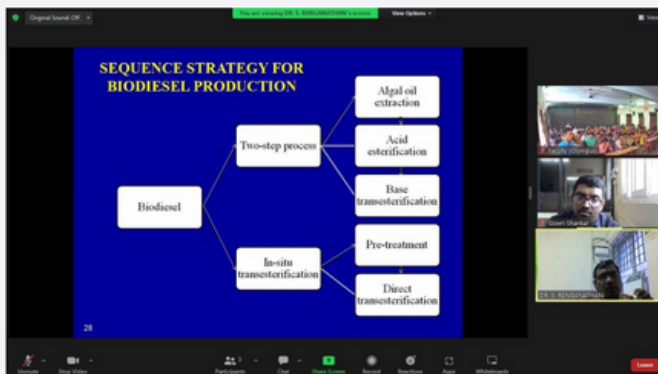 Original Sound: Off
You are viewing DR. S. RENGANATHAN's screen
View Options
View
SEQUENCE STRATEGY FOR
BIODIESEL PRODUCTION
Algal oil
extraction
Two-step process
Acid
esterification
Base
transesterification
Biodiesel
Pre-treatment
In-situ
transesterification
Direct
transesterification
28
Gowri Shankar
DR. S. RENGANATHAN
Unmute
Stop Video
Participants
3
Chat
Share Screen
Record
Reactions
Apps
Whiteboards
Leave